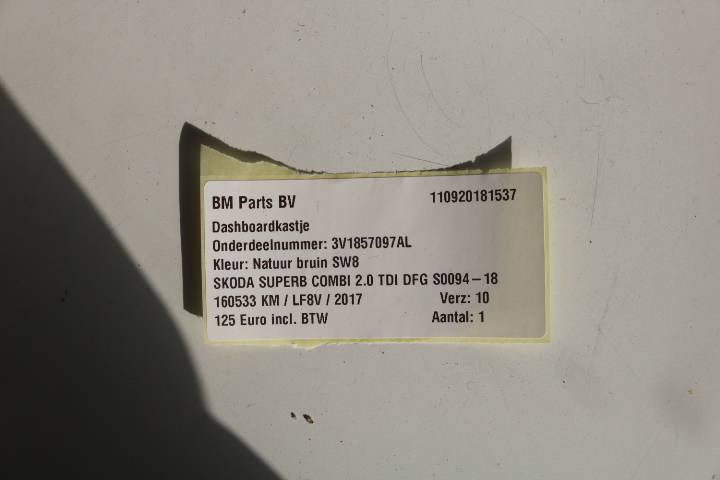 BM Parts BV 110920181537
Dashboardkastje
Onderdeelnummer: 3V1857097AL
Kleur: Natuur bruin SW8
SKODA SUPERB COMBI 2.0 TDI DFG S0094-18
160533 KM / LF8V / 2017 Verz: 10
125 Euro incl. BTW Aantal: 1